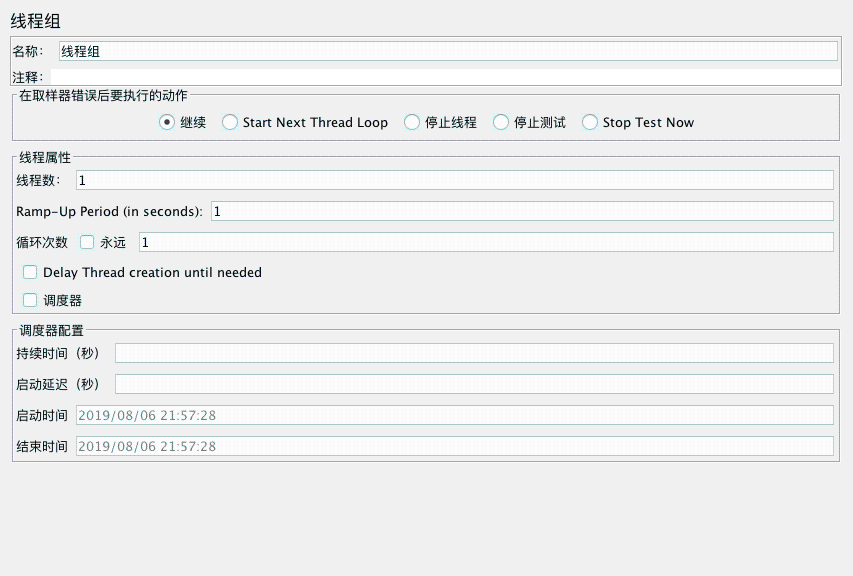 线程组
名称： 线程组
注释：
在取样器错误后要执行的动作
继续 Start Next Thread Loop 停止线程 停止测试 Stop Test Now
线程属性
线程数： 1
Ramp-Up Period (in seconds): 1
循环次数 永远 1
Delay Thread creation until needed
调度器
调度器配置
持续时间（秒）
启动延迟（秒）
启动时间 2019/08/06 21:57:28
结束时间 2019/08/06 21:57:28